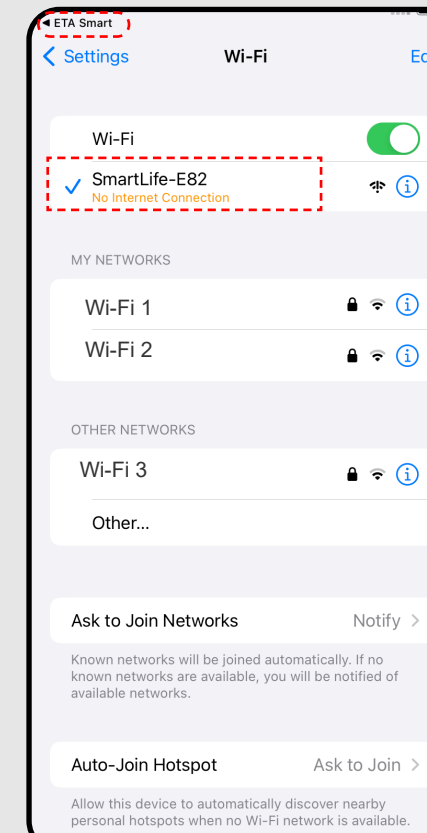 ◀ ETA Smart
Settings
Wi-Fi
Ed
Wi-Fi
SmartLife-E82
No Internet Connection
MY NETWORKS
Wi-Fi 1
Wi-Fi 2
OTHER NETWORKS
Wi-Fi 3
Other...
Ask to Join Networks
Notify
Known networks will be joined automatically. If no
known networks are available, you will be notified of
available networks.
Auto-Join Hotspot
Ask to Join
Allow this device to automatically discover nearby
personal hotspots when no Wi-Fi network is available.